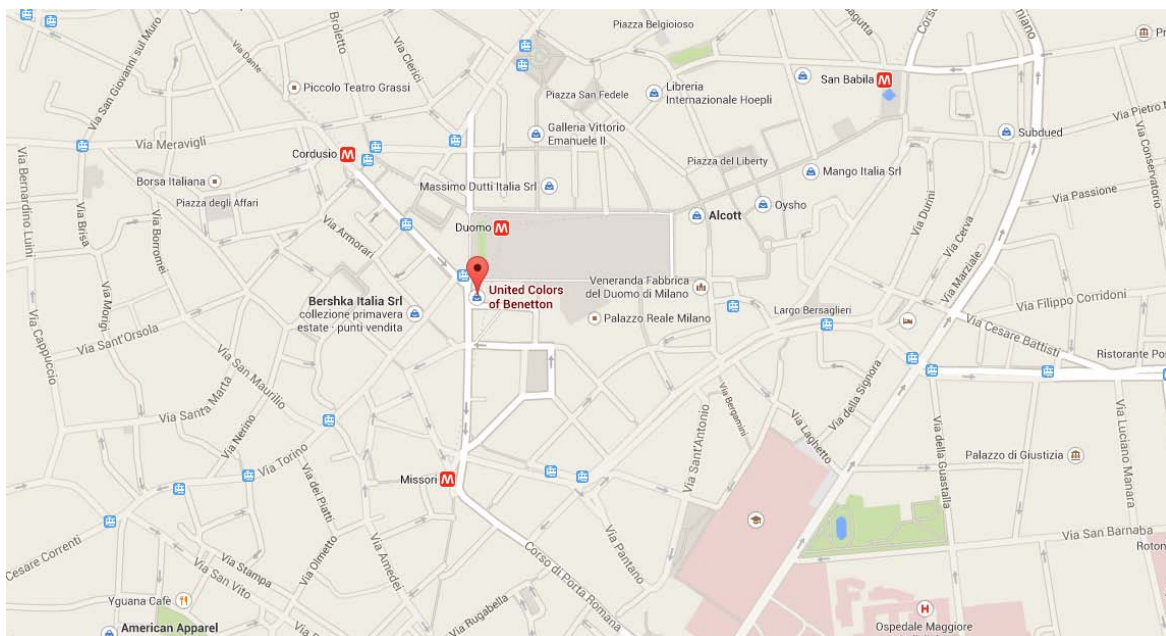 Via San Giovanni sul Muro
Via Dante
Broletto
Via Clerici
Piazza Belgioioso
Corso
Piccolo Teatro Grassi
Piazza San Fedele
Libreria
Internazionale Hoepli
San Babila
M
Via Meravigli
Galleria Vittorio
Emanuele II
Subdued
Via Pietro
Cordusio
M
Piazza del Liberty
Via Conservatorio
Borsa Italiana
Massimo Dutti Italia Srl
Mango Italia Srl
Via Passione
Via Bernardino Luini
Via Brisa
Piazza degli Affari
Via Borromei
Via Armorari
Duomo
M
Alcott
Oysho
Via Durini
Via Cerva
Via Marziale
United Colors
of Benetton
Veneranda Fabbrica
del Duomo di Milano
Via Filippo Corridoni
Bershka Italia Srl
collezione primavera
estate · punti vendita
Palazzo Reale Milano
Largo Bersaglieri
Via Cesare Battisti
Via Morigi
Via Sant'Orsola
Via Cappuccio
Via San Maurilio
Ristorante
Via Santa Marta
Via Nerino
Via Bergamini
Via della Signora
Via Laghetto
Via Sant'Antonio
Via della Guastalla
Via Luciano Manara
Via Torino
Missori
M
Palazzo di Giustizia
Via dei Piatti
Via Olmetto
Via Amedei
Via Pantano
Via San Barnaba
Cesare Correnti
Via Stampa
Via San Vito
Corso di Porta Romana
Yguana Cafè
Via Rugabella
H
Ospedale Maggiore
American Apparel